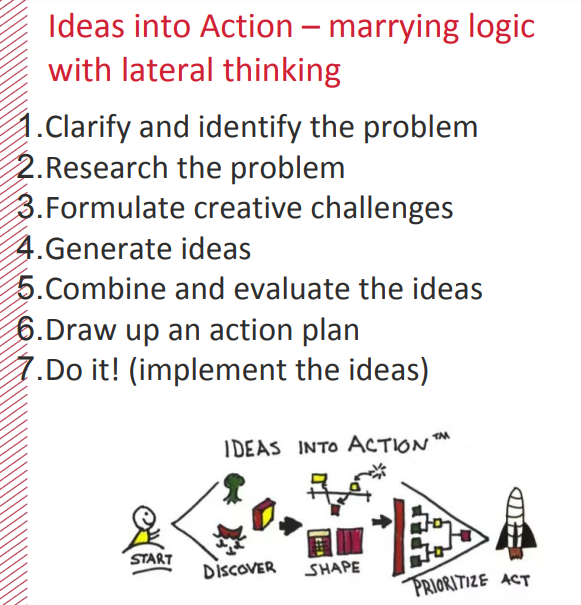 Ideas into Action – marrying logic
with lateral thinking
1.Clarify and identify the problem
2.Research the problem
3.Formulate creative challenges
4.Generate ideas
5.Combine and evaluate the ideas
6.Draw up an action plan
7.Do it! (implement the ideas)
IDEAS INTO ACTION™
START
DISCOVER
SHAPE
PRIORITIZE
ACT